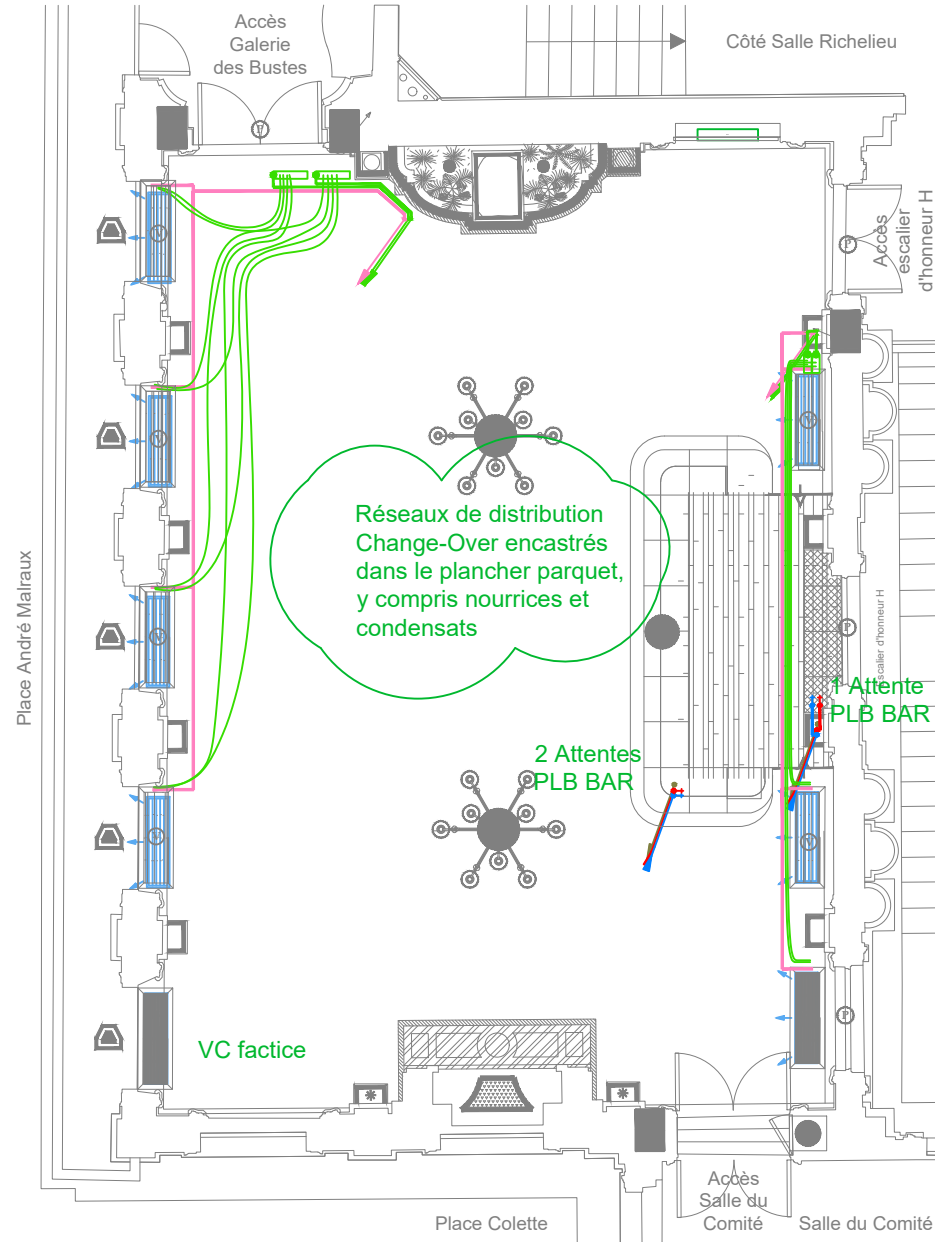 Accès
Galerie
des Bustes
Côté Salle Richelieu
P
Accès
escalier
d'honneur H
P
V
V
V
V
V
V
Place André Malraux
Réseaux de distribution
Change-Over encastrés
dans le plancher parquet,
y compris nourrices et
condensats
escalier d'honneur H
P
1 Attente
PLB BAR
2 Attentes
PLB BAR
P
VC factice
Accès
Salle du
Comité
Place Colette
Salle du Comité